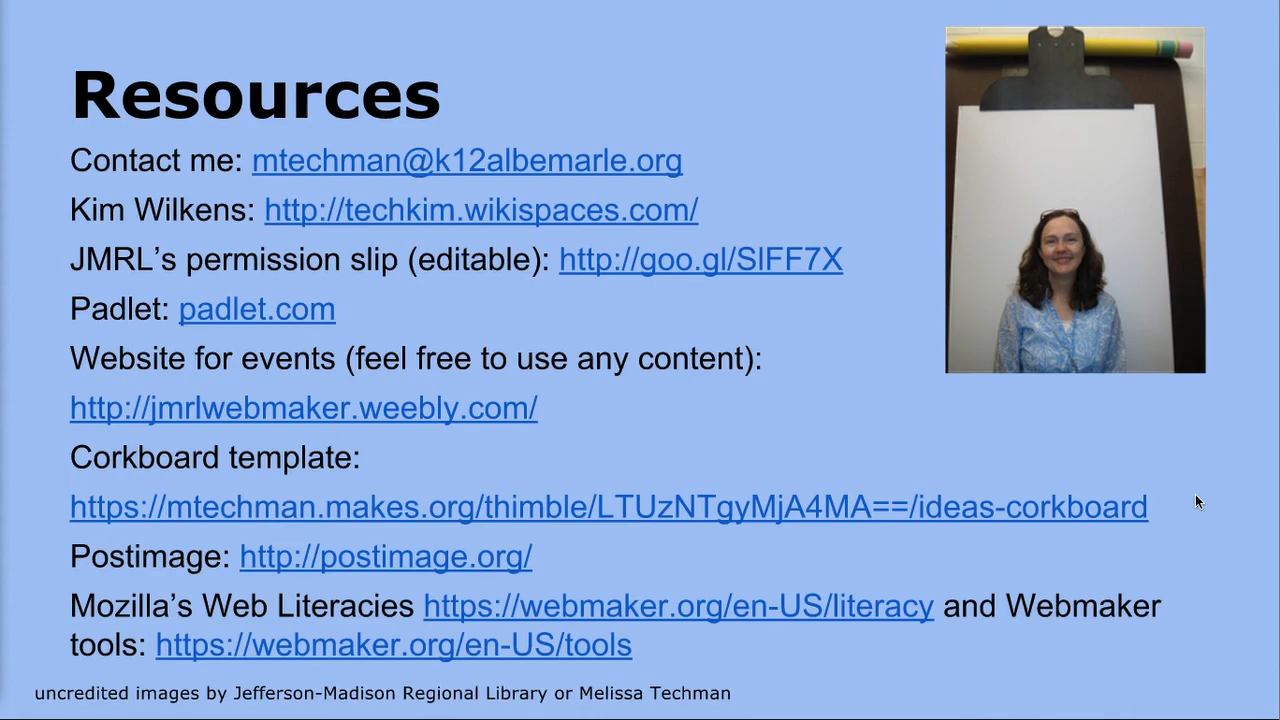 Resources
Contact me: mtechman@k12albemarle.org
Kim Wilkens: http://techkim.wikispaces.com/
JMRL’s permission slip (editable): http://goo.gl/SlFF7X
Padlet: padlet.com
Website for events (feel free to use any content):
http://jmrlwebmaker.weebly.com/
Corkboard template:
https://mtechman.makes.org/thimble/LTUzNTgyMjA4MA==/ideas-corkboard
Postimage: http://postimage.org/
Mozilla’s Web Literacies https://webmaker.org/en-US/literacy and Webmaker
tools: https://webmaker.org/en-US/tools
uncredited images by Jefferson-Madison Regional Library or Melissa Techman